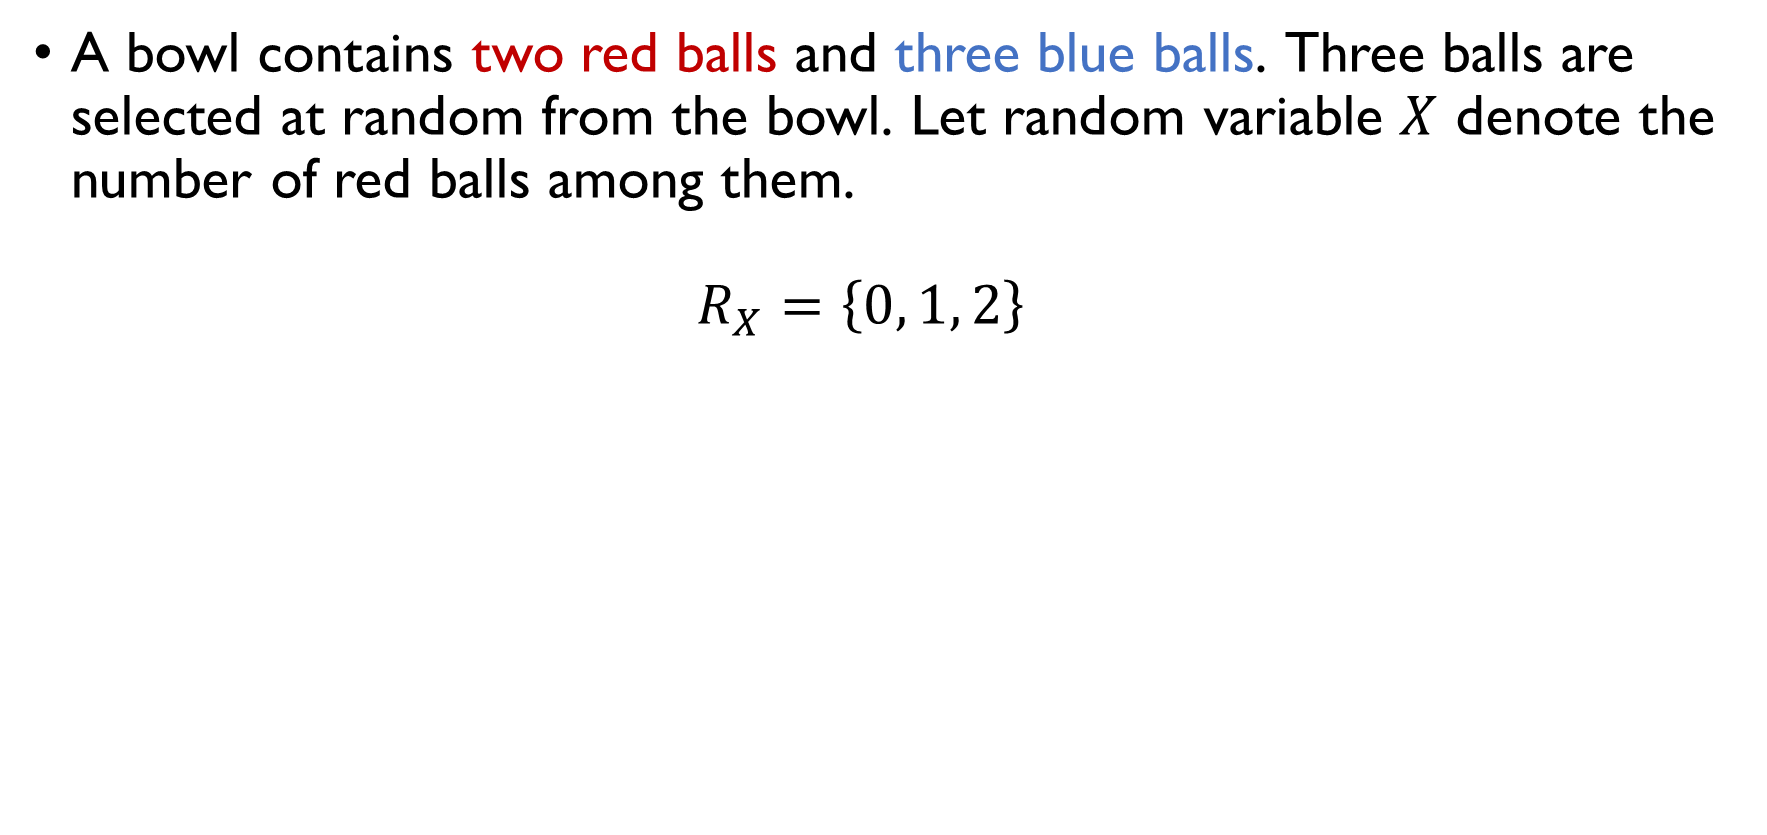 • A bowl contains two red balls and three blue balls. Three balls are
selected at random from the bowl. Let random variable X denote the
number of red balls among them.
R_X = {0, 1, 2}